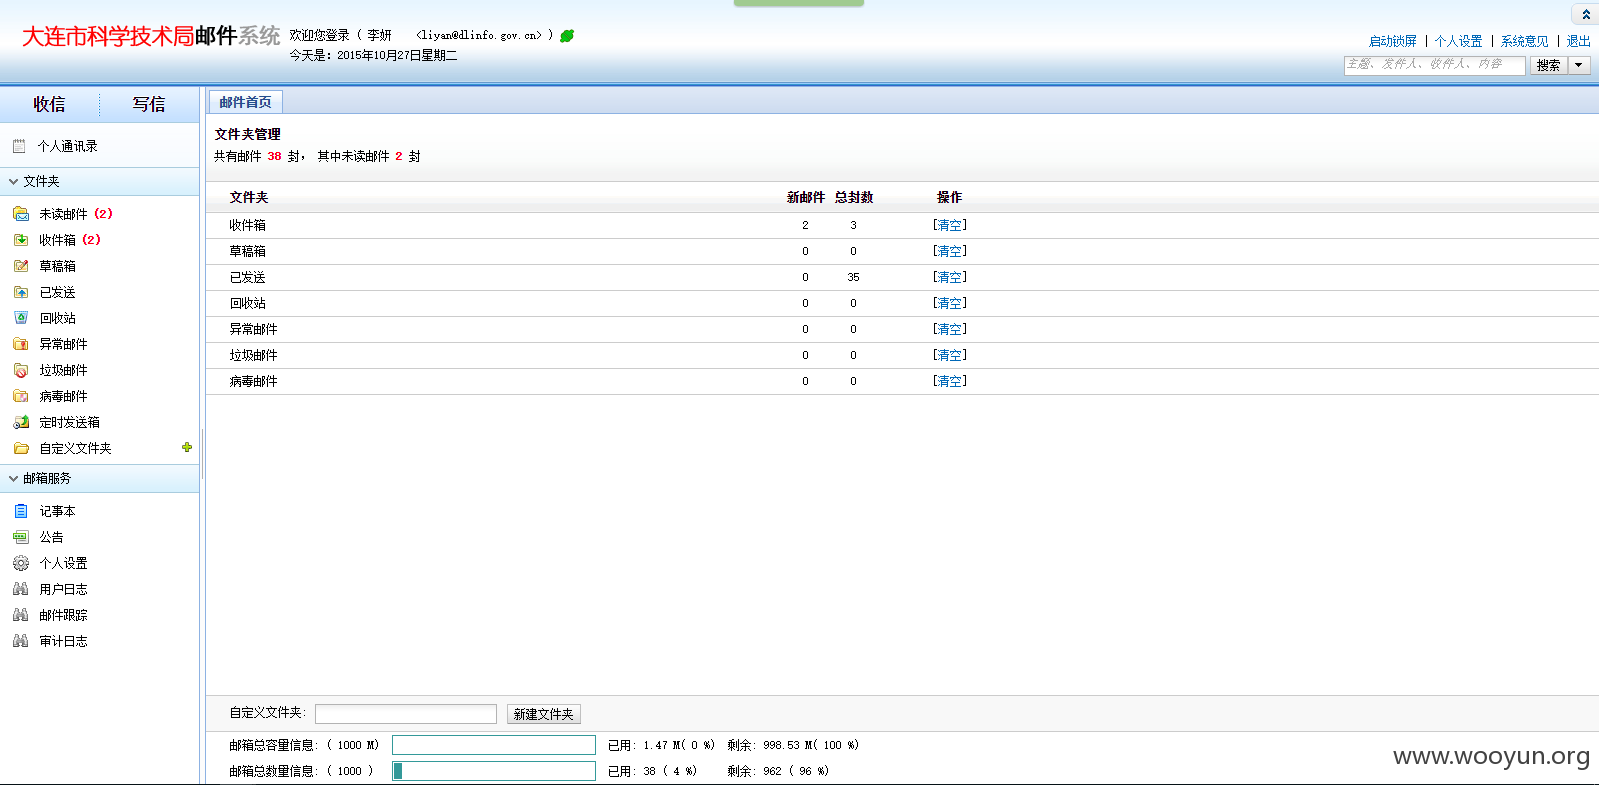 大连市科学技术局邮件系统
欢迎您登录 ( 李妍 <liyan@dlinfo.gov.cn> )
今天是：2015年10月27日星期二
启动锁屏 | 个人设置 | 系统意见 | 退出
主题、发件人、收件人、内容 搜索
收信 写信
邮件首页
个人通讯录
文件夹
未读邮件 (2)
收件箱 (2)
草稿箱
已发送
回收站
异常邮件
垃圾邮件
病毒邮件
定时发送箱
自定义文件夹
邮箱服务
记事本
公告
个人设置
用户日志
邮件跟踪
审计日志
文件夹管理
共有邮件 38 封， 其中未读邮件 2 封
文件夹 新邮件 总封数 操作
收件箱 2 3 [清空]
草稿箱 0 0 [清空]
已发送 0 35 [清空]
回收站 0 0 [清空]
异常邮件 0 0 [清空]
垃圾邮件 0 0 [清空]
病毒邮件 0 0 [清空]
自定义文件夹: 新建文件夹
邮箱总容量信息: ( 1000 M) 已用: 1.47 M( 0 %) 剩余: 998.53 M( 100 %)
邮箱总数量信息: ( 1000 ) 已用: 38 ( 4 %) 剩余: 962 ( 96 %)
www.wooyun.org